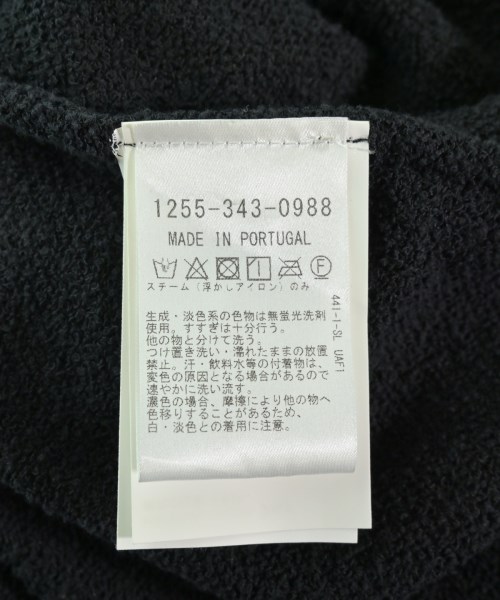 1255-343-0988
MADE IN PORTUGAL
F
スチーム(浮かしアイロン)のみ
生成・淡色系の色物は無蛍光洗剤
使用。すすぎは十分行う。
他の物と分けて洗う。
つけ置き洗い・濡れたままの放置
禁止。汗・飲料水等の付着物は、
変色の原因となる場合があるので
速やかに洗い流す。
濃色の場合、摩擦により他の物へ
色移りすることがあるため、
白・淡色との着用に注意。
441-1-SL UAFT